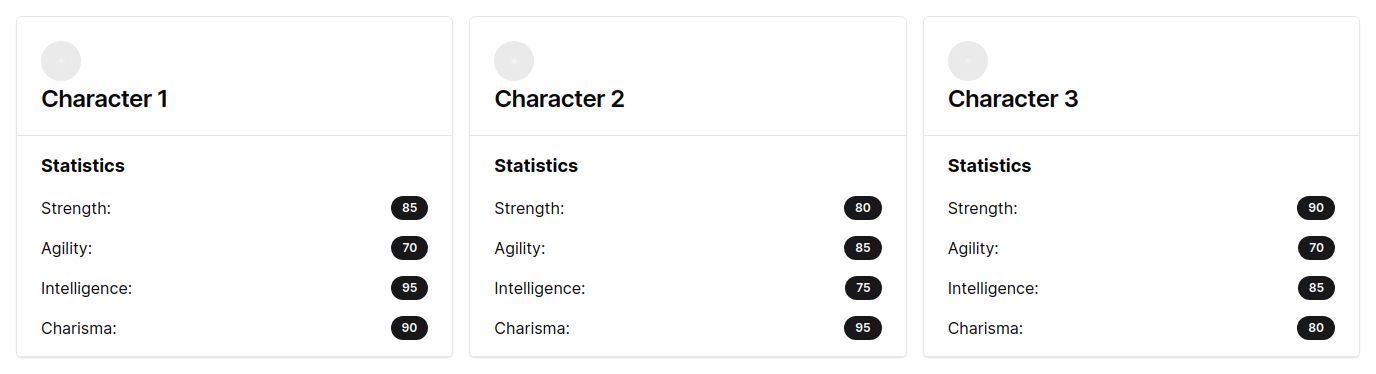 Character 1
Statistics
Strength: 85
Agility: 70
Intelligence: 95
Charisma: 90
Character 2
Statistics
Strength: 80
Agility: 85
Intelligence: 75
Charisma: 95
Character 3
Statistics
Strength: 90
Agility: 70
Intelligence: 85
Charisma: 80